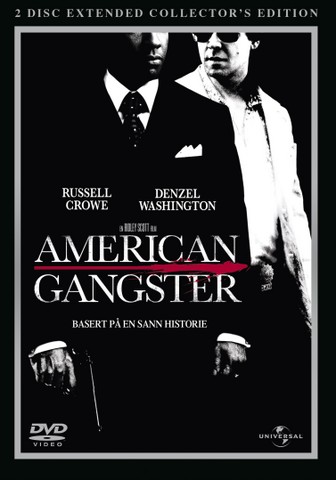 2 DISC EXTENDED COLLECTOR'S EDITION
RUSSELL CROWE
DENZEL WASHINGTON
EN RIDLEY SCOTT FILM
AMERICAN
GANGSTER
BASERT PÅ EN SANN HISTORIE
DVD
VIDEO
UNIVERSAL